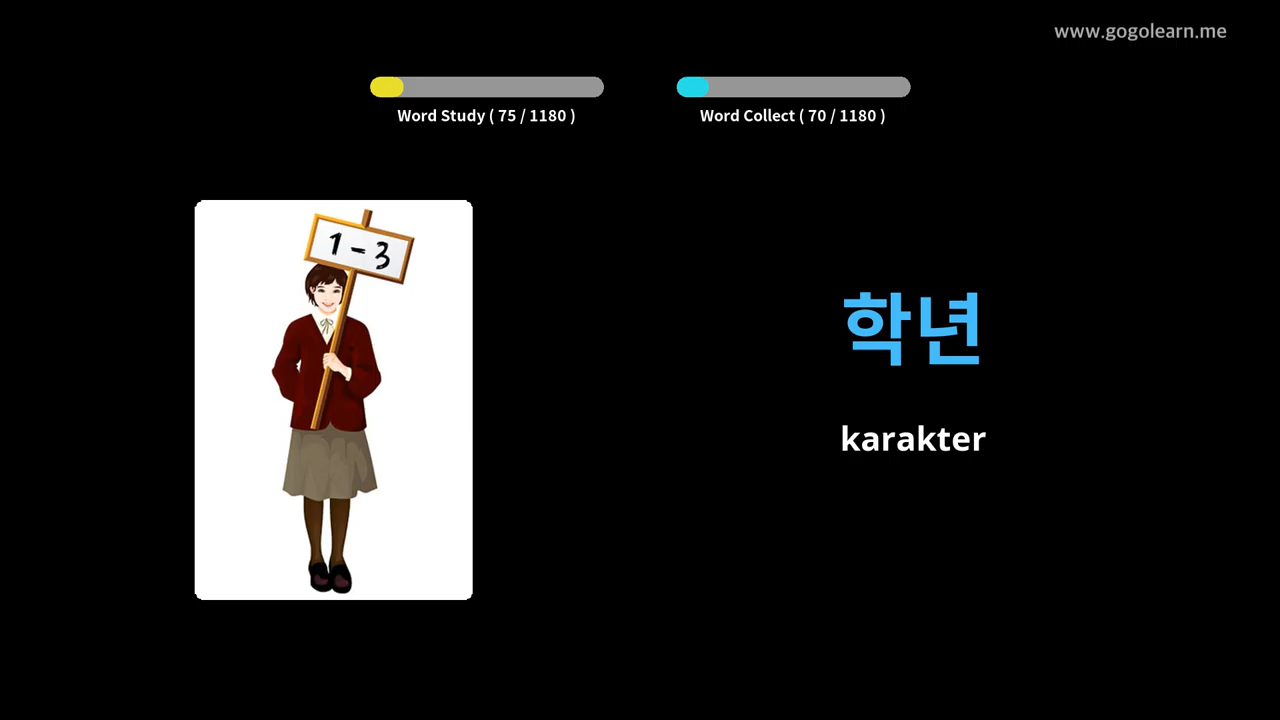 www.gogolearn.me
Word Study ( 75 / 1180 )
Word Collect ( 70 / 1180 )
1 - 3
학년
karakter